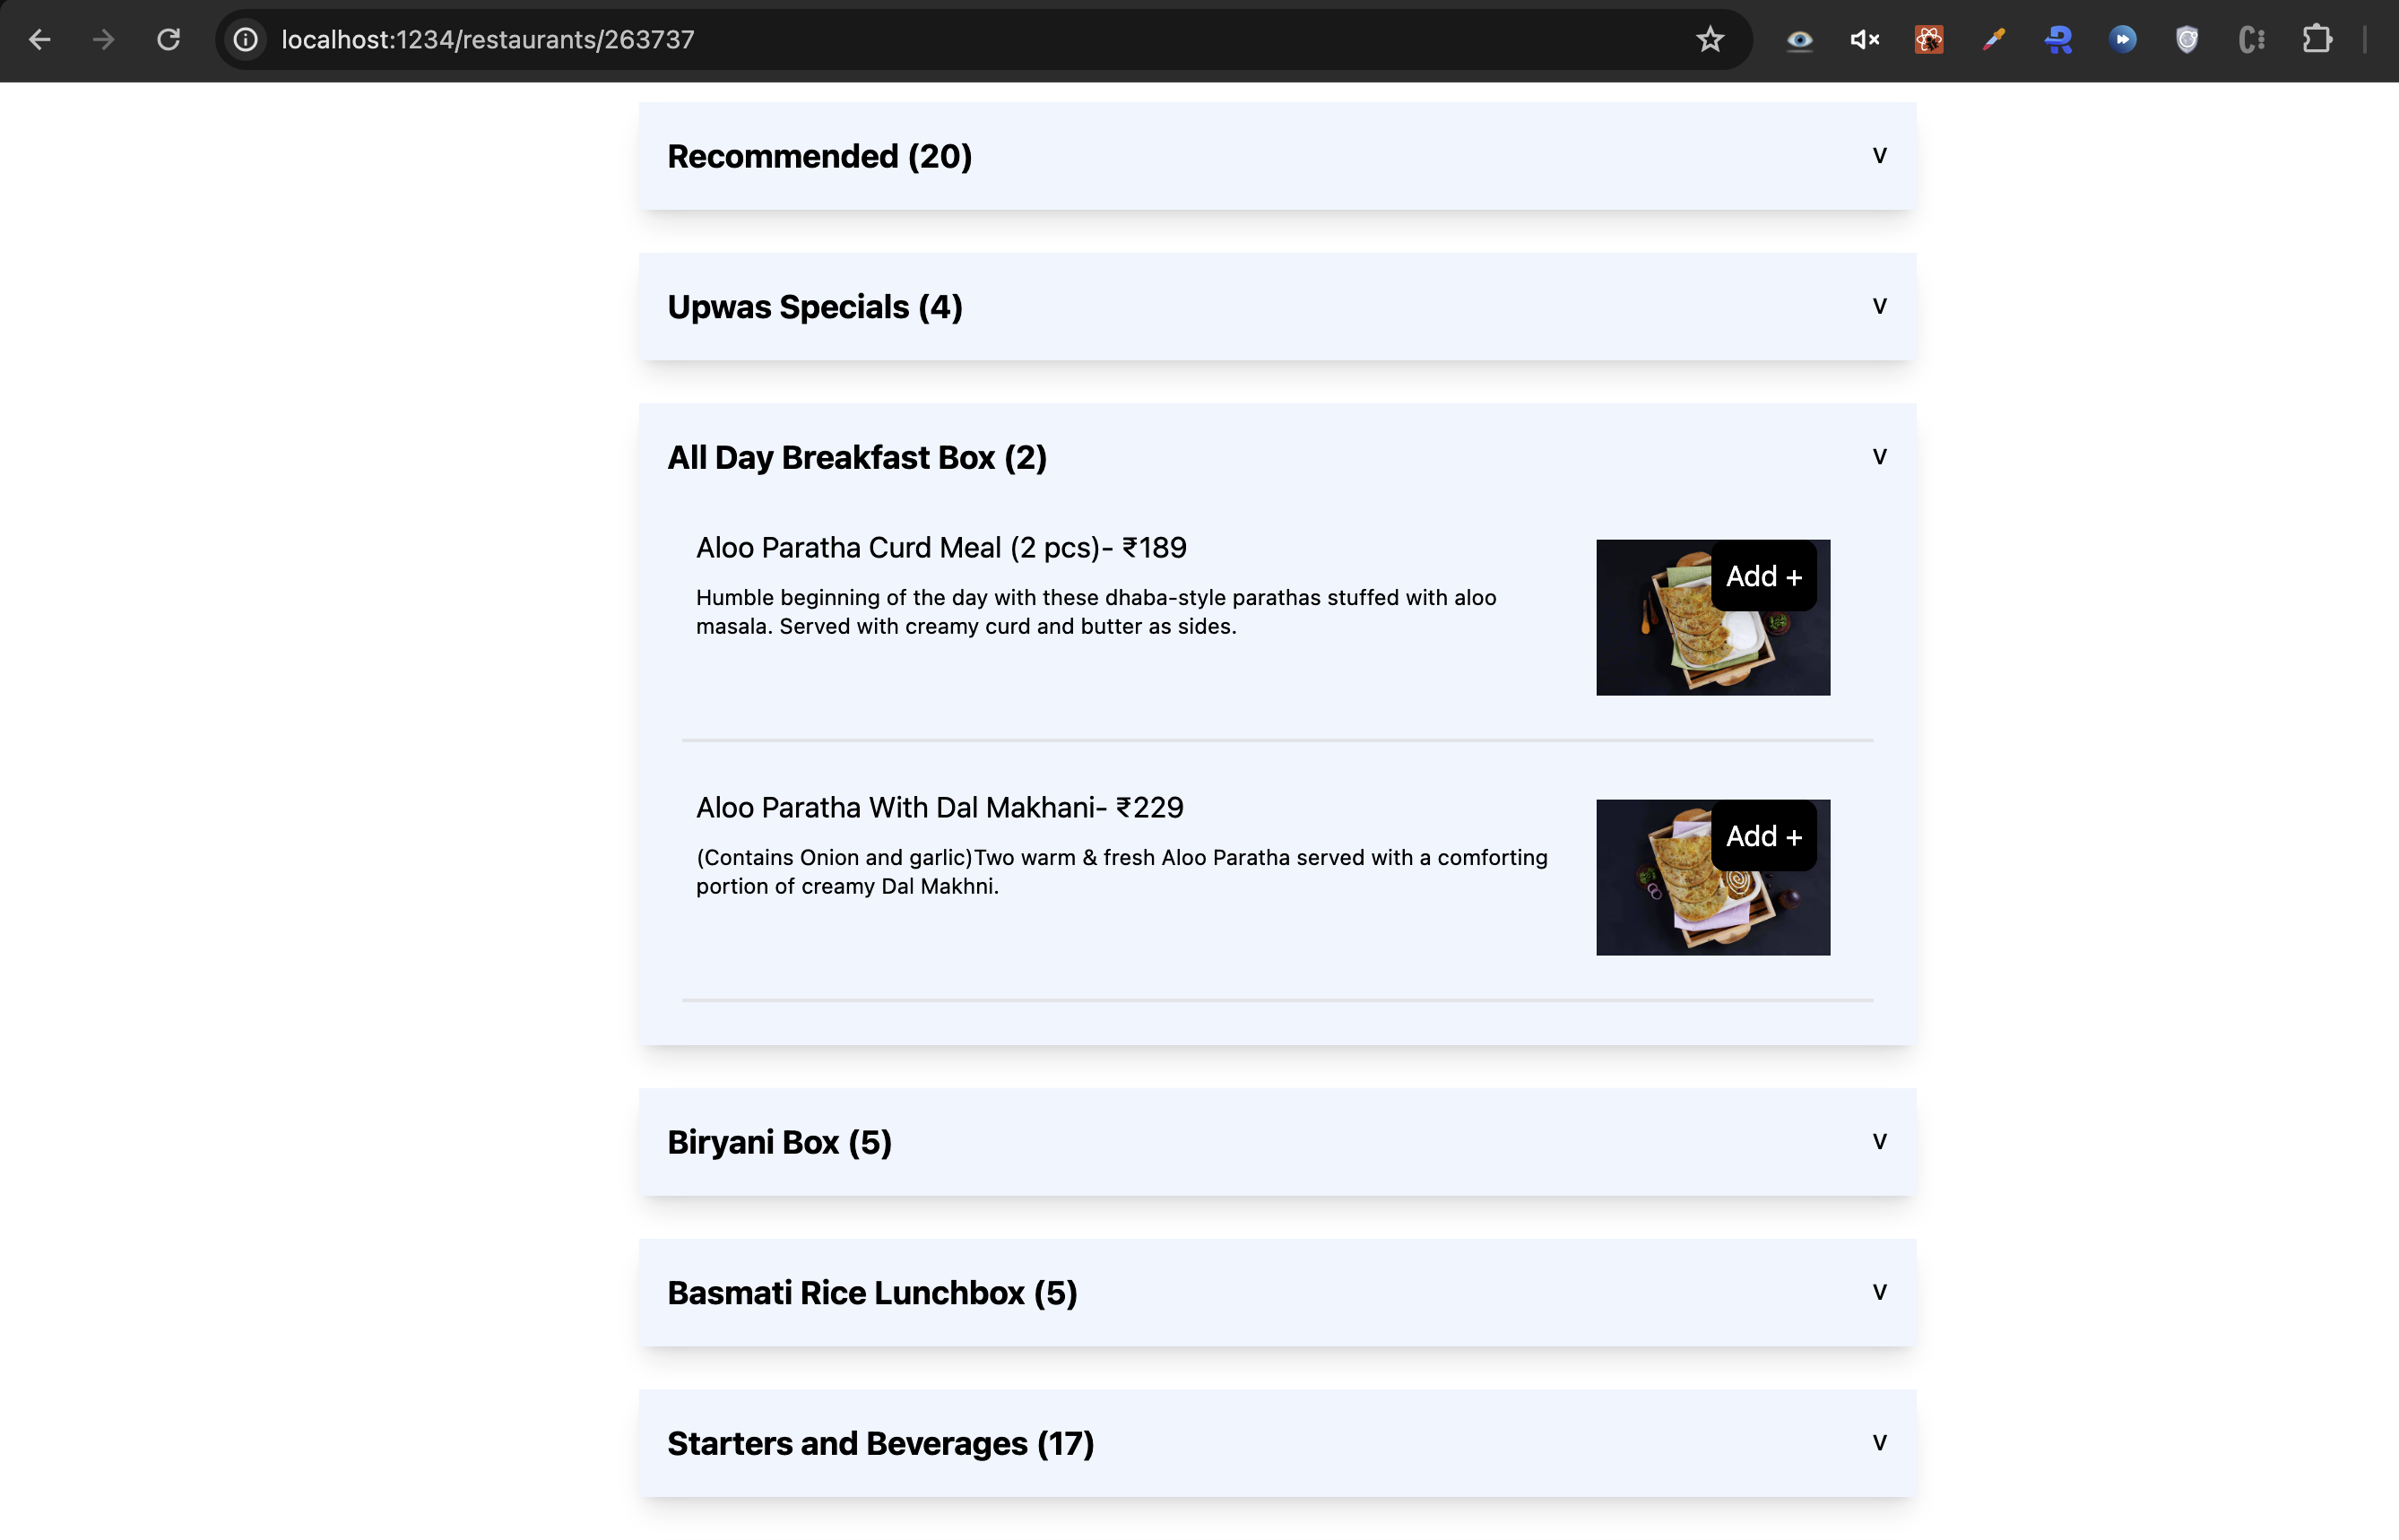 localhost:1234/restaurants/263737
Recommended (20)
V
Upwas Specials (4)
V
All Day Breakfast Box (2)
V
Aloo Paratha Curd Meal (2 pcs)- ₹189
Add +
Humble beginning of the day with these dhaba-style parathas stuffed with aloo
masala. Served with creamy curd and butter as sides.
Aloo Paratha With Dal Makhani- ₹229
Add +
(Contains Onion and garlic)Two warm & fresh Aloo Paratha served with a comforting
portion of creamy Dal Makhni.
Biryani Box (5)
V
Basmati Rice Lunchbox (5)
V
Starters and Beverages (17)
V